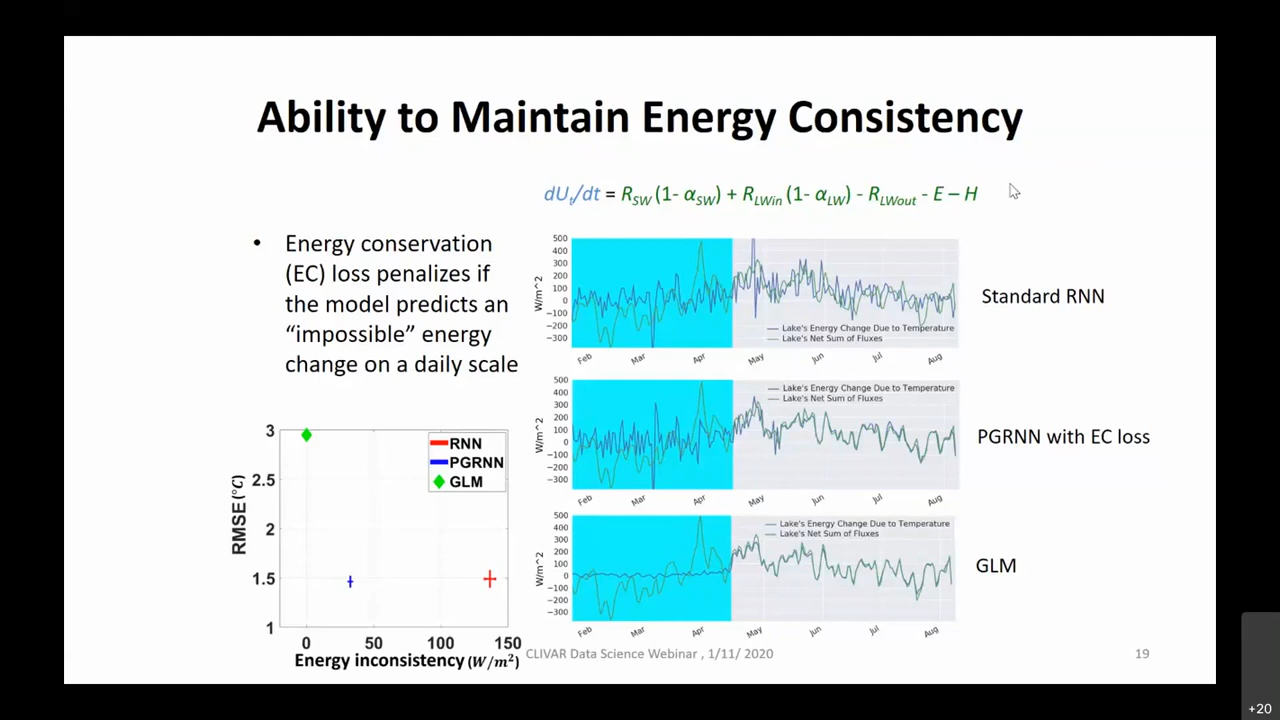 Ability to Maintain Energy Consistency
dUₜ/dt = R_SW (1- α_SW) + R_LWin (1- α_LW) - R_LWout - E – H
• Energy conservation
(EC) loss penalizes if
the model predicts an
“impossible” energy
change on a daily scale
500
400
300
200
100
0
−100
−200
−300
W/m^2
Lake's Energy Change Due to Temperature
Lake's Net Sum of Fluxes
Feb Mar Apr May Jun Jul Aug
Standard RNN
500
400
300
200
100
0
−100
−200
−300
W/m^2
Lake's Energy Change Due to Temperature
Lake's Net Sum of Fluxes
Feb Mar Apr May Jun Jul Aug
PGRNN with EC loss
500
400
300
200
100
0
−100
−200
−300
W/m^2
Lake's Energy Change Due to Temperature
Lake's Net Sum of Fluxes
Feb Mar Apr May Jun Jul Aug
GLM
3
2.5
2
1.5
1
RMSE(°C)
RNN
PGRNN
GLM
0 50 100 150
Energy inconsistency (W/m²)
CLIVAR Data Science Webinar , 1/11/ 2020
19
+20